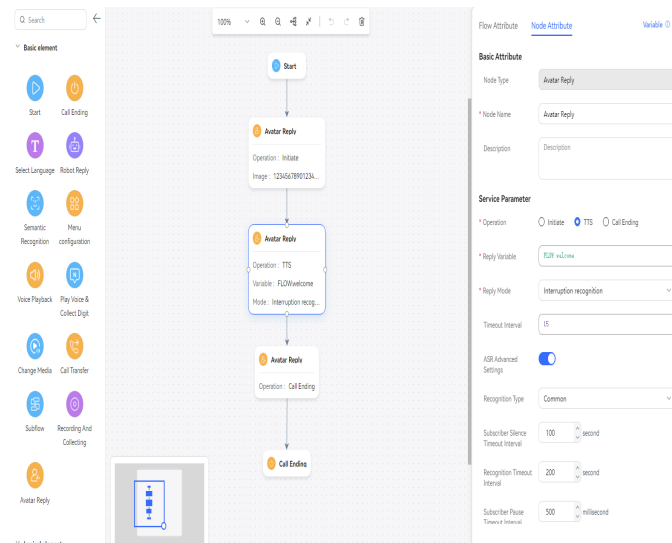 Search
Basic element
Start
Call Ending
Select Language
Robot Reply
Semantic
Recognition
Menu
configuration
Voice Playback
Play Voice &
Collect Digit
Change Media
Call Transfer
Subflow
Recording And
Collecting
Avatar Reply
100%
Start
Avatar Reply
Operation : Initiate
Image : 12345678901234...
Avatar Reply
Operation : TTS
Variable : FLOW.welcome
Mode : Interruption recog...
Avatar Reply
Operation : Call Ending
Call Ending
Flow Attribute
Node Attribute
Variable
Basic Attribute
Node Type
Avatar Reply
* Node Name
Avatar Reply
Description
Description
Service Parameter
* Operation
Initiate
TTS
Call Ending
* Reply Variable
FLOW.welcome
* Reply Mode
Interruption recognition
Timeout Interval
15
ASR Advanced
Settings
Recognition Type
Common
Subscriber Silence
Timeout Interval
100
second
Recognition Timeout
Interval
200
second
Subscriber Pause
Timeout Interval
500
millisecond